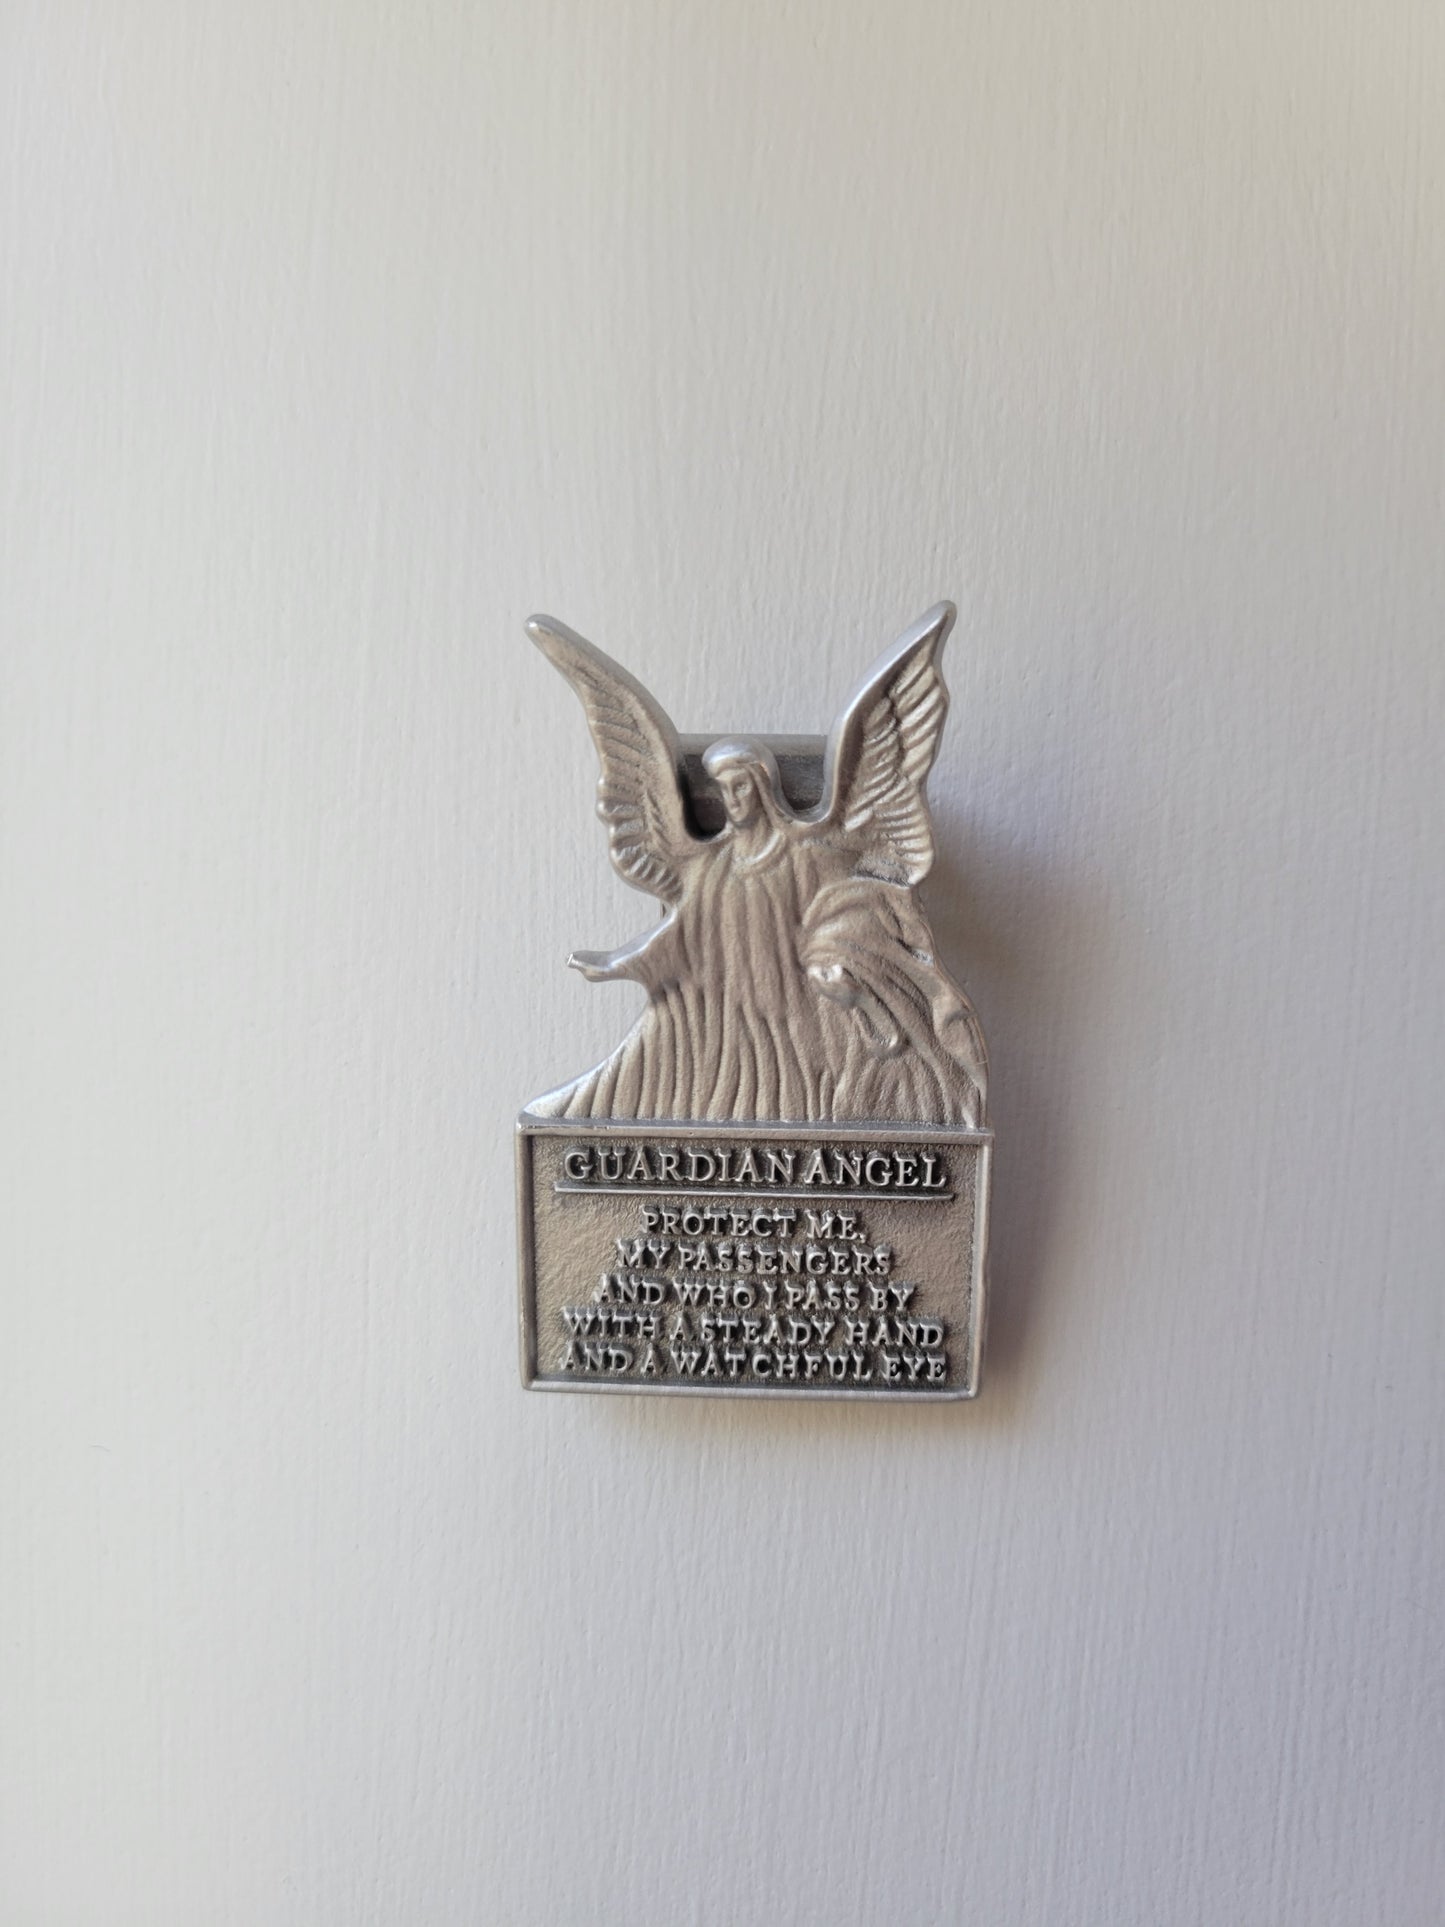 GUARDIAN ANGEL
PROTECT ME,
MY PASSENGERS
AND WHO I PASS BY
WITH A STEADY HAND
AND A WATCHFUL EYE